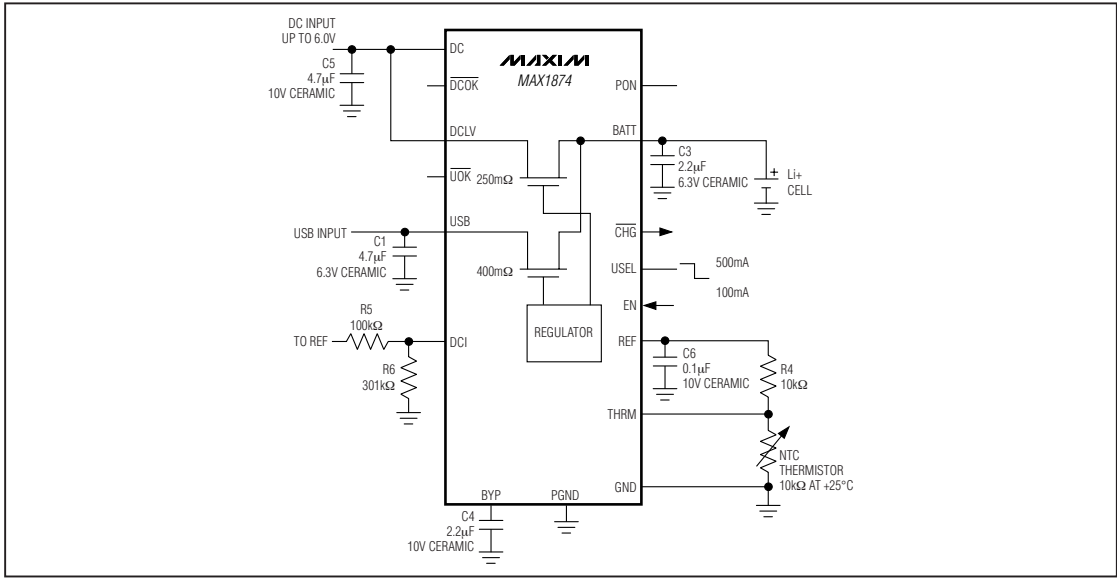 DC INPUT
UP TO 6.0V
C5
4.7µF
10V CERAMIC
DC
DCOK
DCLV
UOK
250mΩ
USB INPUT
USB
C1
4.7µF
6.3V CERAMIC
400mΩ
R5
100kΩ
TO REF
DCI
R6
301kΩ
MAXIM
MAX1874
REGULATOR
PON
BATT
C3
2.2µF
6.3V CERAMIC
+
Li+
CELL
CHG
USEL
500mA
100mA
EN
REF
C6
0.1µF
10V CERAMIC
R4
10kΩ
THRM
NTC
THERMISTOR
10kΩ AT +25°C
GND
BYP
PGND
C4
2.2µF
10V CERAMIC